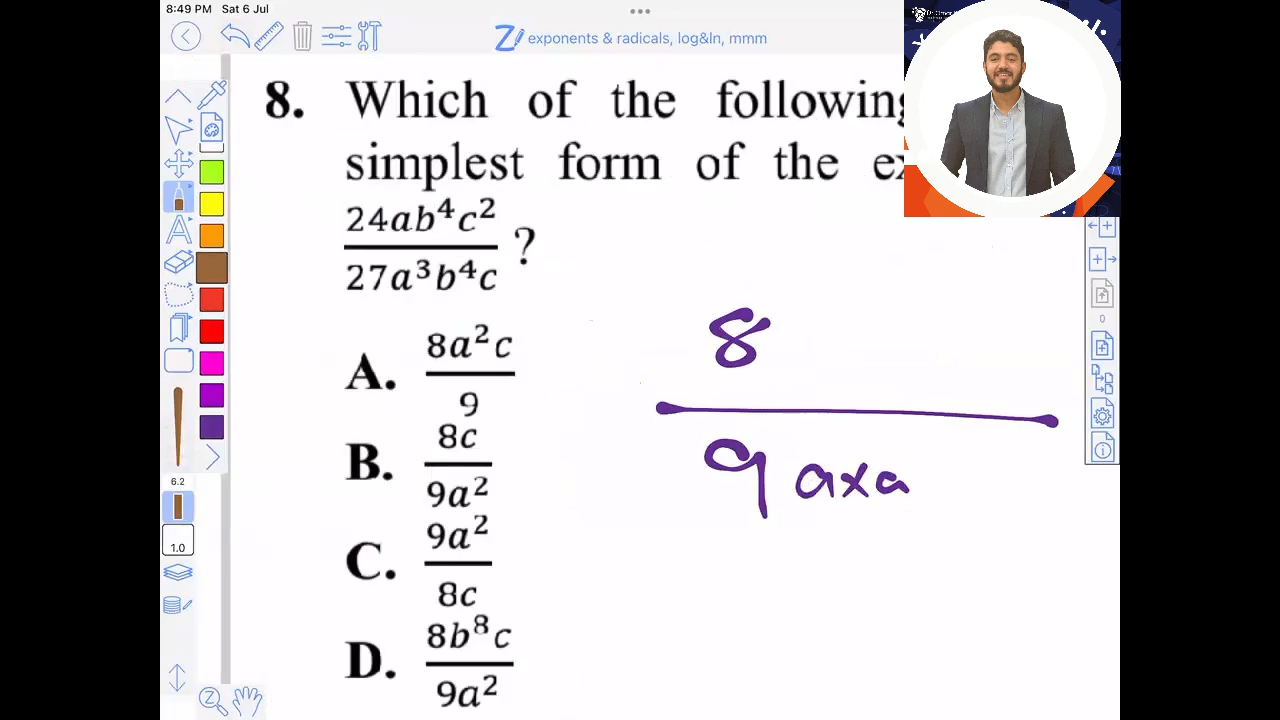 8:49 PM Sat 6 Jul
exponents & radicals, log&ln, mmm
8. Which of the following
simplest form of the
24ab⁴c²
27a³b⁴c
?
A. 8a²c
9
B. 8c
9a²
C. 9a²
8c
D. 8b⁸c
9a²
8
9 axa
6.2
1.0
0